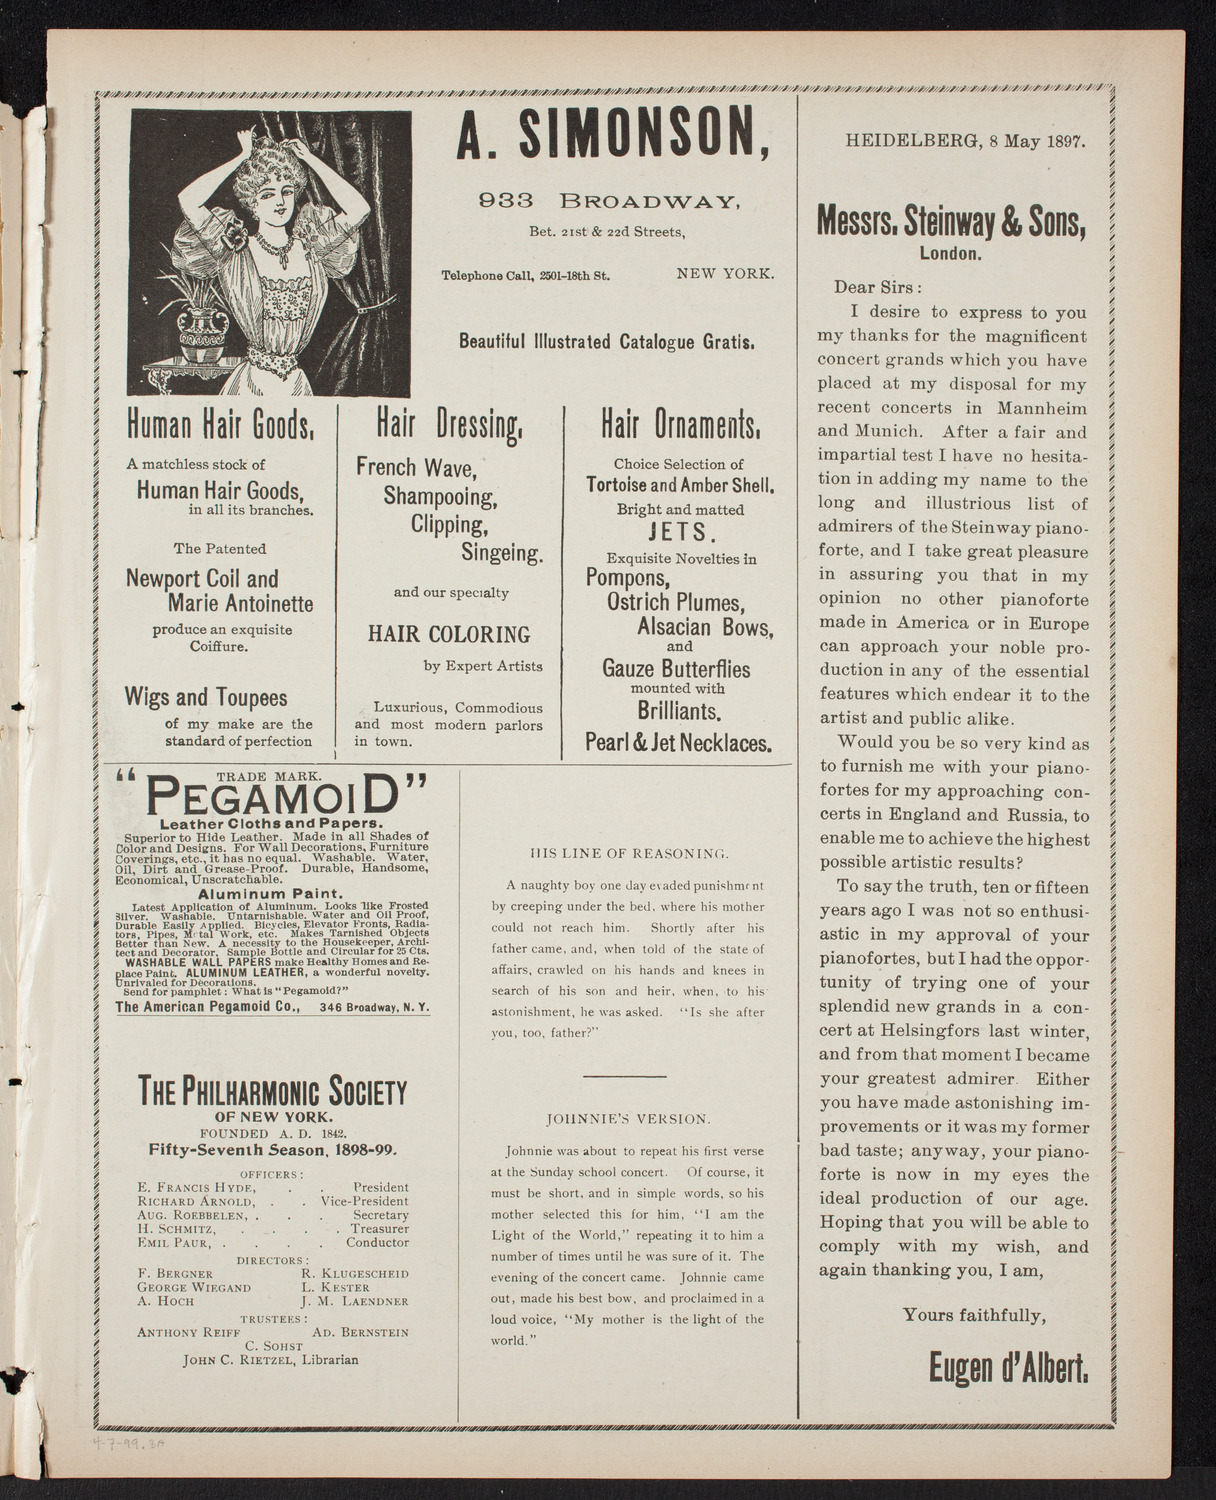 A. SIMONSON,
933 BROADWAY,
Bet. 21st & 22d Streets,
Telephone Call, 2501-18th St. NEW YORK.
Beautiful Illustrated Catalogue Gratis.
Human Hair Goods,
A matchless stock of
Human Hair Goods,
in all its branches.
The Patented
Newport Coil and
Marie Antoinette
produce an exquisite
Coiffure.
Wigs and Toupees
of my make are the
standard of perfection
Hair Dressing,
French Wave,
Shampooing,
Clipping,
Singeing.
and our specialty
HAIR COLORING
by Expert Artists
Luxurious, Commodious
and most modern parlors
in town.
Hair Ornaments,
Choice Selection of
Tortoise and Amber Shell.
Bright and matted
JETS.
Exquisite Novelties in
Pompons,
Ostrich Plumes,
Alsacian Bows,
and
Gauze Butterflies
mounted with
Brilliants.
Pearl & Jet Necklaces.
TRADE MARK.
"PEGAMOID"
Leather Cloths and Papers.
Superior to Hide Leather. Made in all Shades of
Color and Designs. For Wall Decorations, Furniture
Coverings, etc., it has no equal. Washable. Water,
Oil, Dirt and Grease-Proof. Durable, Handsome,
Economical, Unscratchable.
Aluminum Paint.
Latest Application of Aluminum. Looks like Frosted
Silver. Washable. Untarnishable. Water and Oil Proof,
Durable Easily Applied. Bicycles, Elevator Fronts, Radia-
tors, Pipes, Metal Work, etc. Makes Tarnished Objects
Better than New. A necessity to the Housekeeper, Archi-
tect and Decorator. Sample Bottle and Circular for 25 Cts.
WASHABLE WALL PAPERS make Healthy Homes and Re-
place Paint. ALUMINUM LEATHER, a wonderful novelty.
Unrivaled for Decorations.
Send for pamphlet: What is "Pegamoid?"
The American Pegamoid Co., 346 Broadway, N. Y.
THE PHILHARMONIC SOCIETY
OF NEW YORK.
FOUNDED A. D. 1842.
Fifty-Seventh Season, 1898-99.
OFFICERS:
E. FRANCIS HYDE, . . President
RICHARD ARNOLD, . . Vice-President
AUG. ROEBBELEN, . . . Secretary
H. SCHMITZ, . . . . Treasurer
EMIL PAUR, . . . . Conductor
DIRECTORS:
F. BERGNER R. KLUGESCHEID
GEORGE WIEGAND L. KESTER
A. HOCH J. M. LAENDNER
TRUSTEES:
ANTHONY REIFF AD. BERNSTEIN
C. SOHST
JOHN C. RIETZEL, Librarian
HIS LINE OF REASONING.
A naughty boy one day evaded punishment
by creeping under the bed, where his mother
could not reach him. Shortly after his
father came, and, when told of the state of
affairs, crawled on his hands and knees in
search of his son and heir, when, to his
astonishment, he was asked. "Is she after
you, too, father?"
JOHNNIE'S VERSION.
Johnnie was about to repeat his first verse
at the Sunday school concert. Of course, it
must be short, and in simple words, so his
mother selected this for him, "I am the
Light of the World," repeating it to him a
number of times until he was sure of it. The
evening of the concert came. Johnnie came
out, made his best bow, and proclaimed in a
loud voice, "My mother is the light of the
world."
HEIDELBERG, 8 May 1897.
Messrs. Steinway & Sons,
London.
Dear Sirs:
I desire to express to you
my thanks for the magnificent
concert grands which you have
placed at my disposal for my
recent concerts in Mannheim
and Munich. After a fair and
impartial test I have no hesita-
tion in adding my name to the
long and illustrious list of
admirers of the Steinway piano-
forte, and I take great pleasure
in assuring you that in my
opinion no other pianoforte
made in America or in Europe
can approach your noble pro-
duction in any of the essential
features which endear it to the
artist and public alike.
Would you be so very kind as
to furnish me with your piano-
fortes for my approaching con-
certs in England and Russia, to
enable me to achieve the highest
possible artistic results?
To say the truth, ten or fifteen
years ago I was not so enthusi-
astic in my approval of your
pianofortes, but I had the oppor-
tunity of trying one of your
splendid new grands in a con-
cert at Helsingfors last winter,
and from that moment I became
your greatest admirer. Either
you have made astonishing im-
provements or it was my former
bad taste; anyway, your piano-
forte is now in my eyes the
ideal production of our age.
Hoping that you will be able to
comply with my wish, and
again thanking you, I am,
Yours faithfully,
Eugen d'Albert.
4-7-99.3A